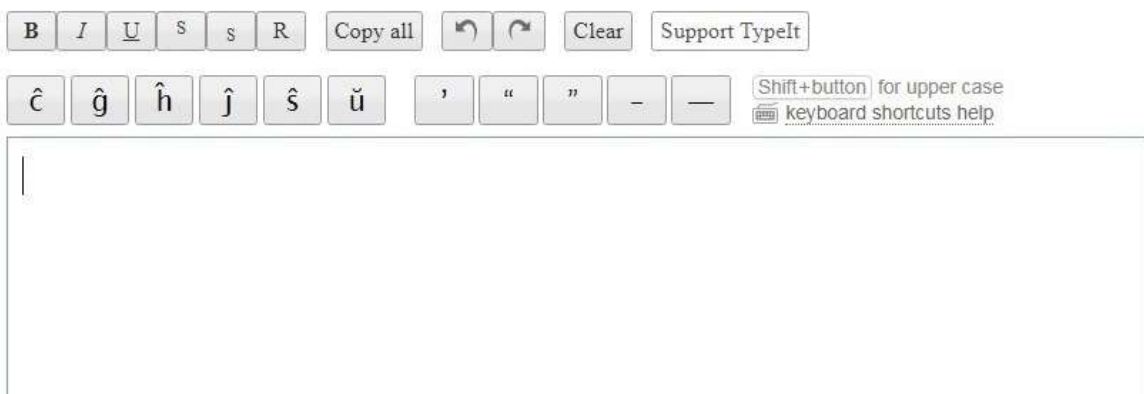 B I U S S R Copy all Clear Support TypeIt
ĉ ĝ ĥ ĵ ŝ ŭ ’ “ ” – — Shift+button for upper case
keyboard shortcuts help